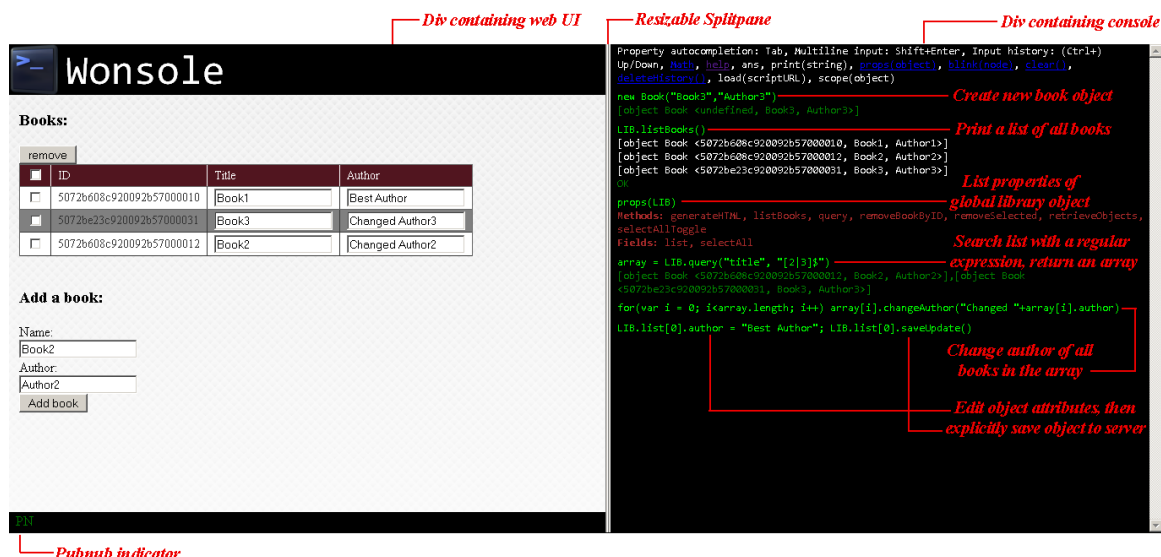 Div containing web UI
Resizable Splitpane
Div containing console
>_ Wonsole
Books:
remove
ID Title Author
5072b608c920092b57000010 Book1 Best Author
5072be23c920092b57000031 Book3 Changed Author3
5072b608c920092b57000012 Book2 Changed Author2
Add a book:
Name:
Book2
Author:
Author2
Add book
PN
Pubnub indicator
Property autocompletion: Tab, Multiline input: Shift+Enter, Input history: (Ctrl+)
Up/Down, Math, help, ans, print(string), props(object), blink(node), clear(),
deleteHistory(), load(scriptURL), scope(object)
new Book("Book3","Author3")
Create new book object
[object Book <undefined, Book3, Author3>]
LIB.listBooks()
Print a list of all books
[object Book <5072b608c920092b57000010, Book1, Author1>]
[object Book <5072b608c920092b57000012, Book2, Author2>]
[object Book <5072be23c920092b57000031, Book3, Author3>]
OK
List properties of
global library object
props(LIB)
Methods: generateHTML, listBooks, query, removeBookByID, removeSelected, retrieveObjects,
selectAllToggle
Fields: list, selectAll
Search list with a regular
expression, return an array
array = LIB.query("title", "[2|3]$")
[object Book <5072b608c920092b57000012, Book2, Author2>],[object Book
<5072be23c920092b57000031, Book3, Author3>]
for(var i = 0; i<array.length; i++) array[i].changeAuthor("Changed "+array[i].author)
LIB.list[0].author = "Best Author"; LIB.list[0].saveUpdate()
Change author of all
books in the array
Edit object attributes, then
explicitly save object to server